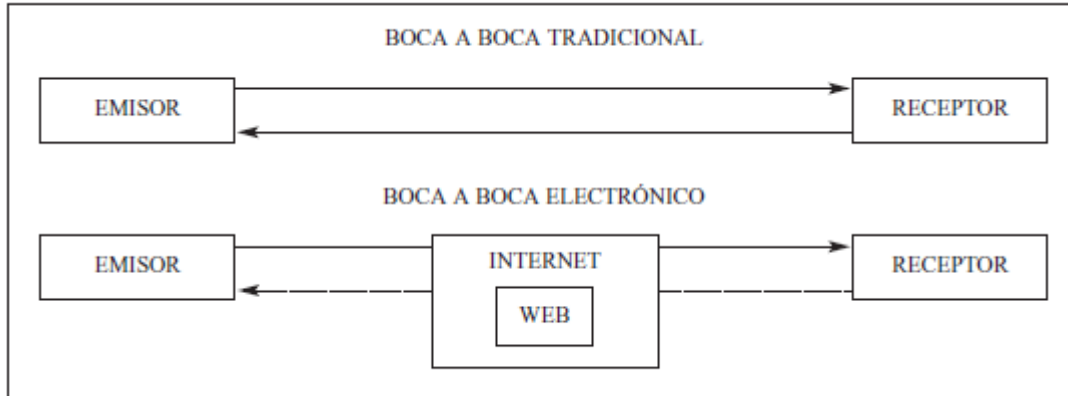 BOCA A BOCA TRADICIONAL
EMISOR
RECEPTOR
BOCA A BOCA ELECTRÓNICO
EMISOR
INTERNET
RECEPTOR
WEB